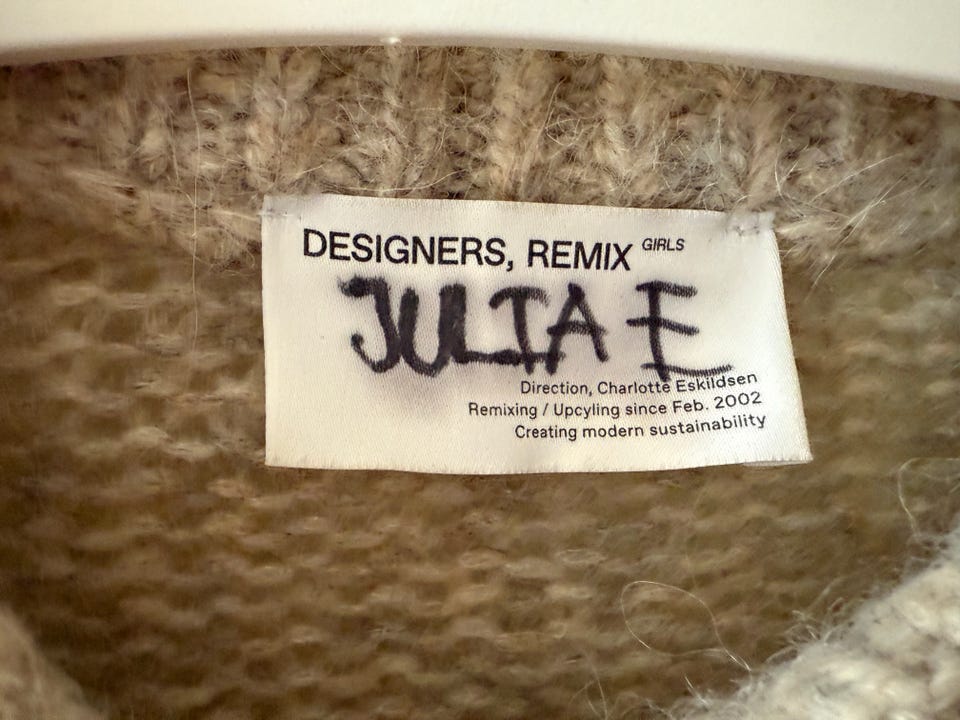 DESIGNERS, REMIX GIRLS
JULIA E
Direction, Charlotte Eskildsen
Remixing / Upcyling since Feb. 2002
Creating modern sustainability